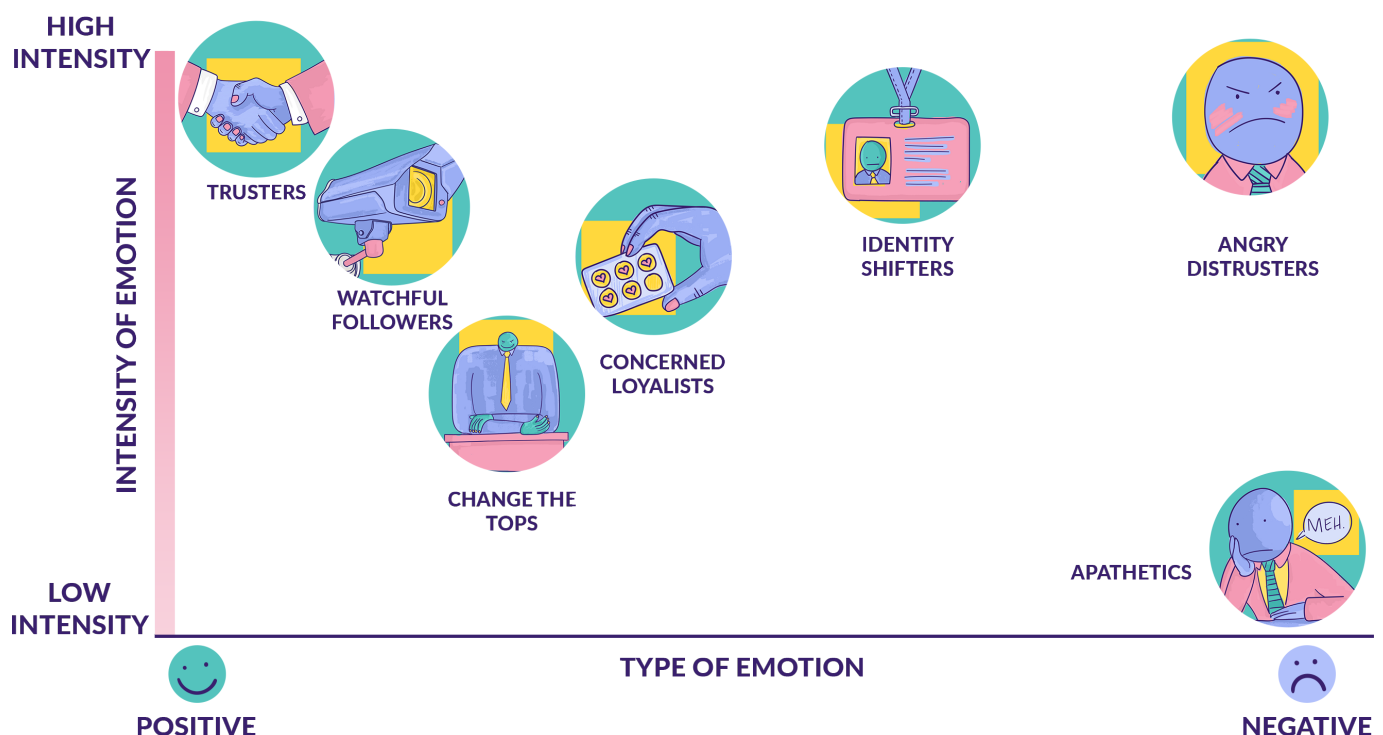 HIGH
INTENSITY
TRUSTERS
WATCHFUL
FOLLOWERS
CHANGE THE
TOPS
CONCERNED
LOYALISTS
IDENTITY
SHIFTERS
ANGRY
DISTRUSTERS
INTENSITY OF EMOTION
MEH.
APATHETICS
LOW
INTENSITY
TYPE OF EMOTION
POSITIVE
NEGATIVE